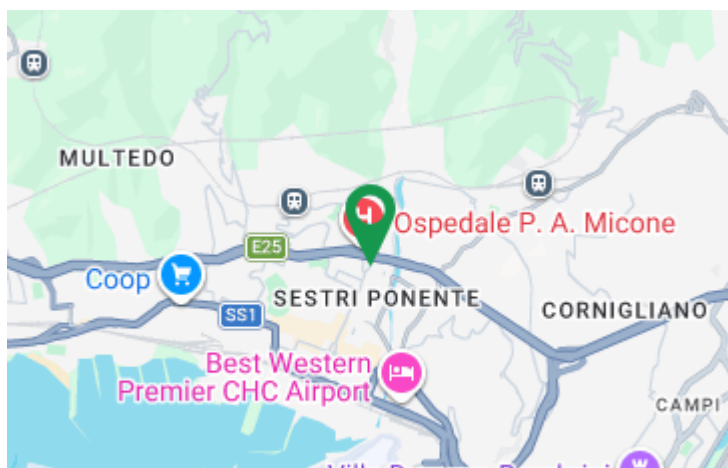 MULTEDO
Ospedale P. A. Micone
E25
Coop
SESTRI PONENTE
SS1
CORNIGLIANO
Best Western
Premier CHC Airport
CAMPI